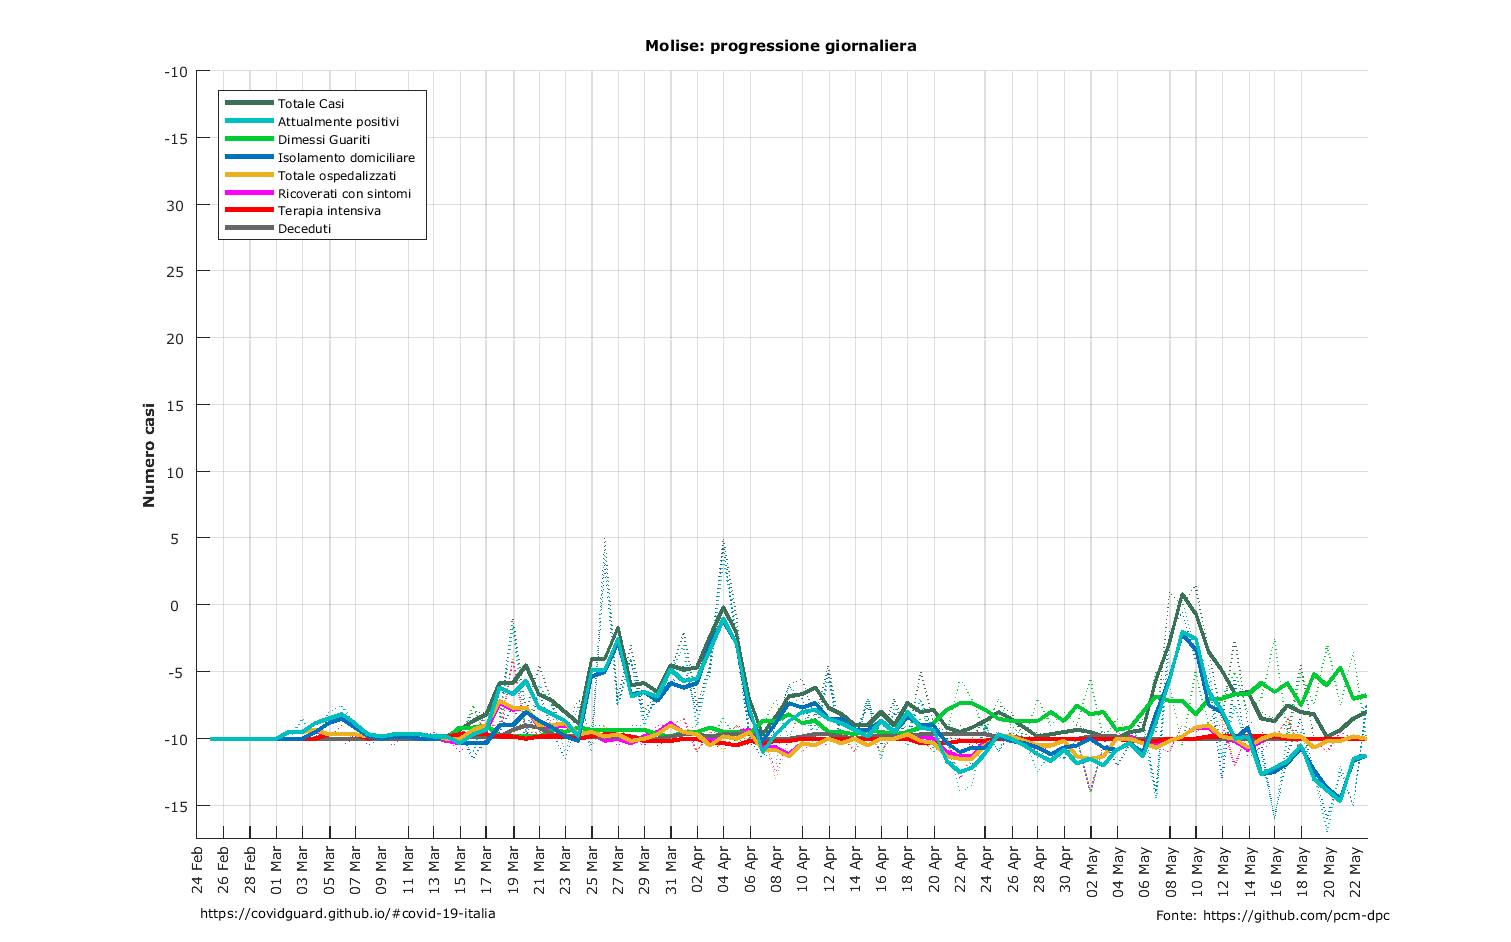 Molise: progressione giornaliera
-10
-15
30
25
20
15
10
5
0
-5
-10
-15
Numero casi
Totale Casi
Attualmente positivi
Dimessi Guariti
Isolamento domiciliare
Totale ospedalizzati
Ricoverati con sintomi
Terapia intensiva
Deceduti
24 Feb
26 Feb
28 Feb
01 Mar
03 Mar
05 Mar
07 Mar
09 Mar
11 Mar
13 Mar
15 Mar
17 Mar
19 Mar
21 Mar
23 Mar
25 Mar
27 Mar
29 Mar
31 Mar
02 Apr
04 Apr
06 Apr
08 Apr
10 Apr
12 Apr
14 Apr
16 Apr
18 Apr
20 Apr
22 Apr
24 Apr
26 Apr
28 Apr
30 Apr
02 May
04 May
06 May
08 May
10 May
12 May
14 May
16 May
18 May
20 May
22 May
https://covidguard.github.io/#covid-19-italia
Fonte: https://github.com/pcm-dpc